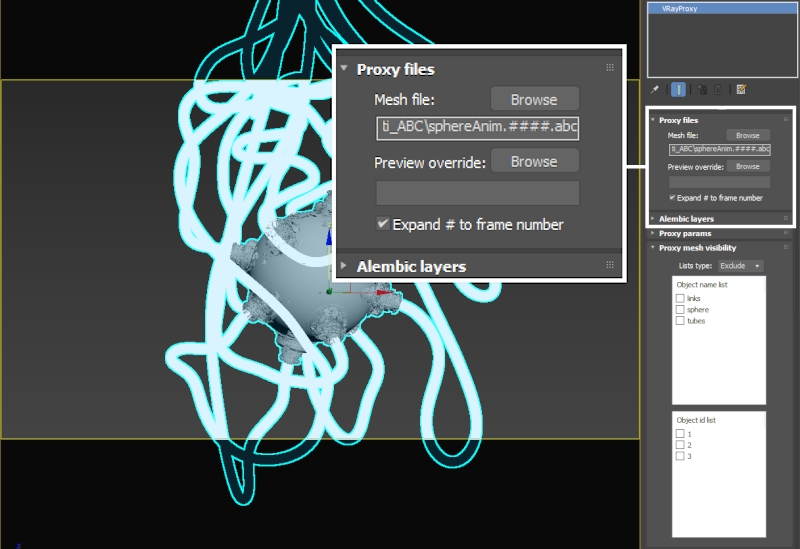 VRayProxy
Proxy files
Mesh file:
Browse
ti_ABC\sphereAnim.####.abc
Preview override:
Browse
Expand # to frame number
Alembic layers
Proxy files
Mesh file:
Browse
ti_ABC\sphereAnim.####.abc
Preview override:
Browse
Expand # to frame number
Alembic layers
Proxy params
Proxy mesh visibility
Lists type:
Exclude
Object name list
links
sphere
tubes
Object id list
1
2
3
z